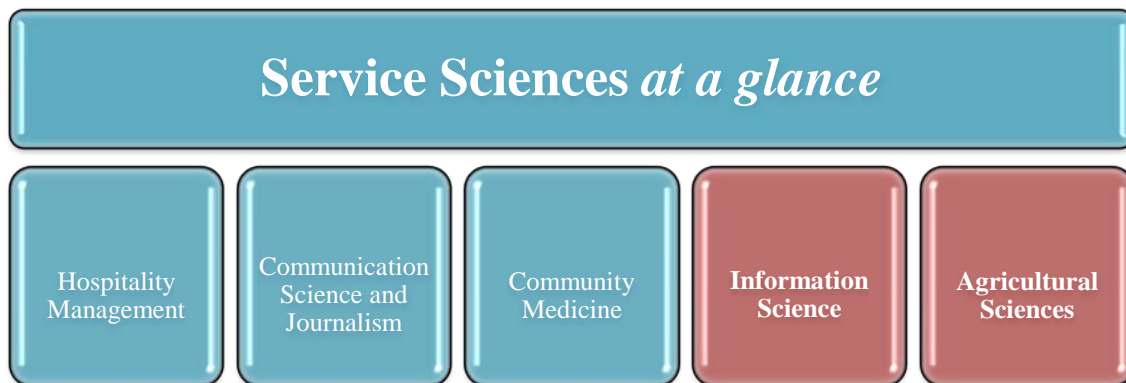 Service Sciences at a glance
Hospitality
Management
Communication
Science and
Journalism
Community
Medicine
Information
Science
Agricultural
Sciences